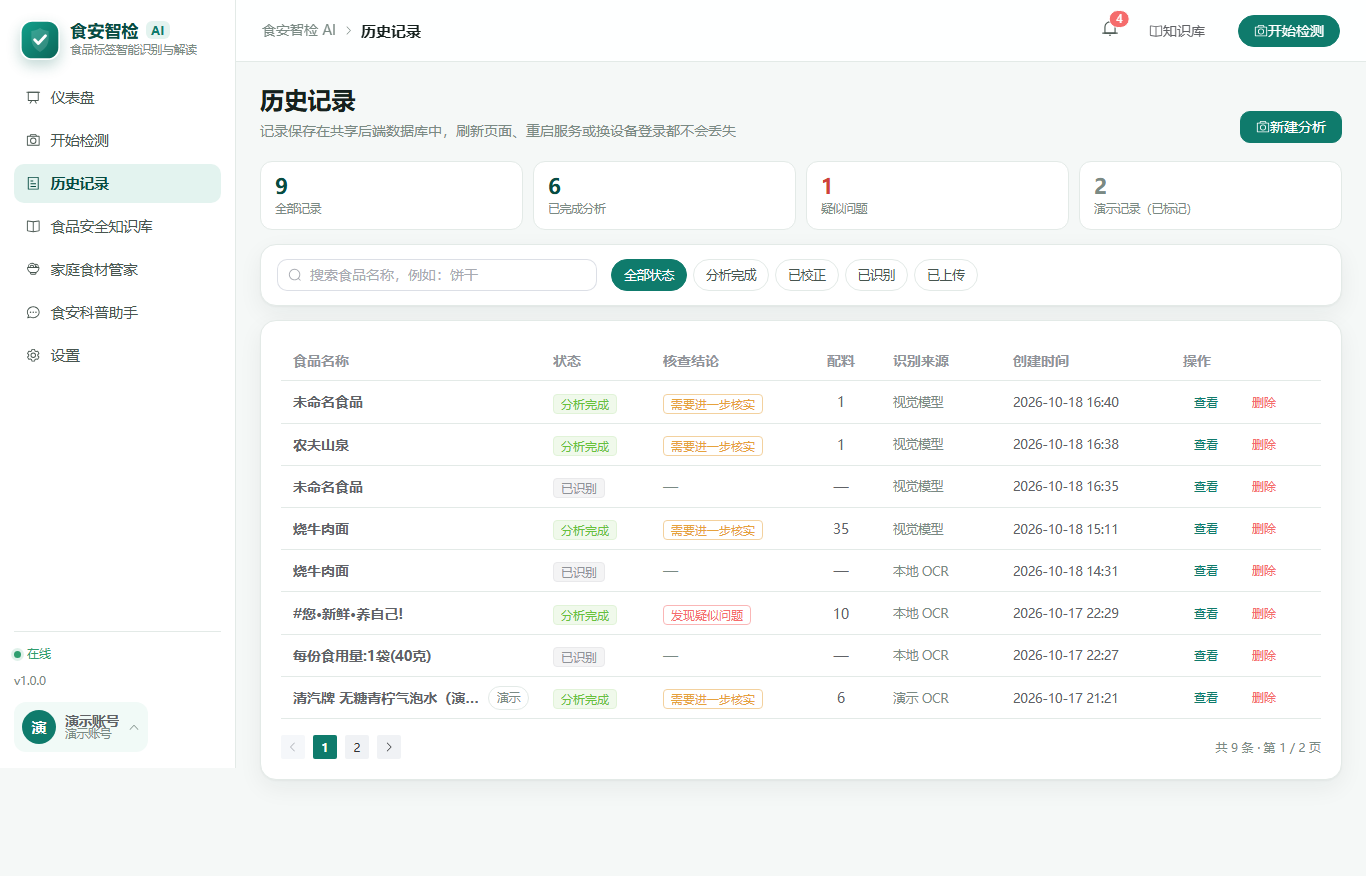 食安智检 AI
食品标签智能识别与解读
仪表盘
开始检测
历史记录
食品安全知识库
家庭食材管家
食安科普助手
设置
在线
v1.0.0
演
演示账号
演示账号
食安智检 AI > 历史记录
4
知识库
开始检测
历史记录
记录保存在共享后端数据库中，刷新页面、重启服务或换设备登录都不会丢失
新建分析
9
全部记录
6
已完成分析
1
疑似问题
2
演示记录（已标记）
搜索食品名称，例如：饼干
全部状态 分析完成 已校正 已识别 已上传
食品名称 状态 核查结论 配料 识别来源 创建时间 操作
未命名食品 分析完成 需要进一步核实 1 视觉模型 2026-10-18 16:40 查看 删除
农夫山泉 分析完成 需要进一步核实 1 视觉模型 2026-10-18 16:38 查看 删除
未命名食品 已识别 — — 视觉模型 2026-10-18 16:35 查看 删除
烧牛肉面 分析完成 需要进一步核实 35 视觉模型 2026-10-18 15:11 查看 删除
烧牛肉面 已识别 — — 本地 OCR 2026-10-18 14:31 查看 删除
#您•新鲜•养自己! 分析完成 发现疑似问题 10 本地 OCR 2026-10-17 22:29 查看 删除
每份食用量:1袋(40克) 已识别 — — 本地 OCR 2026-10-17 22:27 查看 删除
清汽牌 无糖青柠气泡水（演... 演示 分析完成 需要进一步核实 6 演示 OCR 2026-10-17 21:21 查看 删除
< 1 2 >
共 9 条 · 第 1 / 2 页